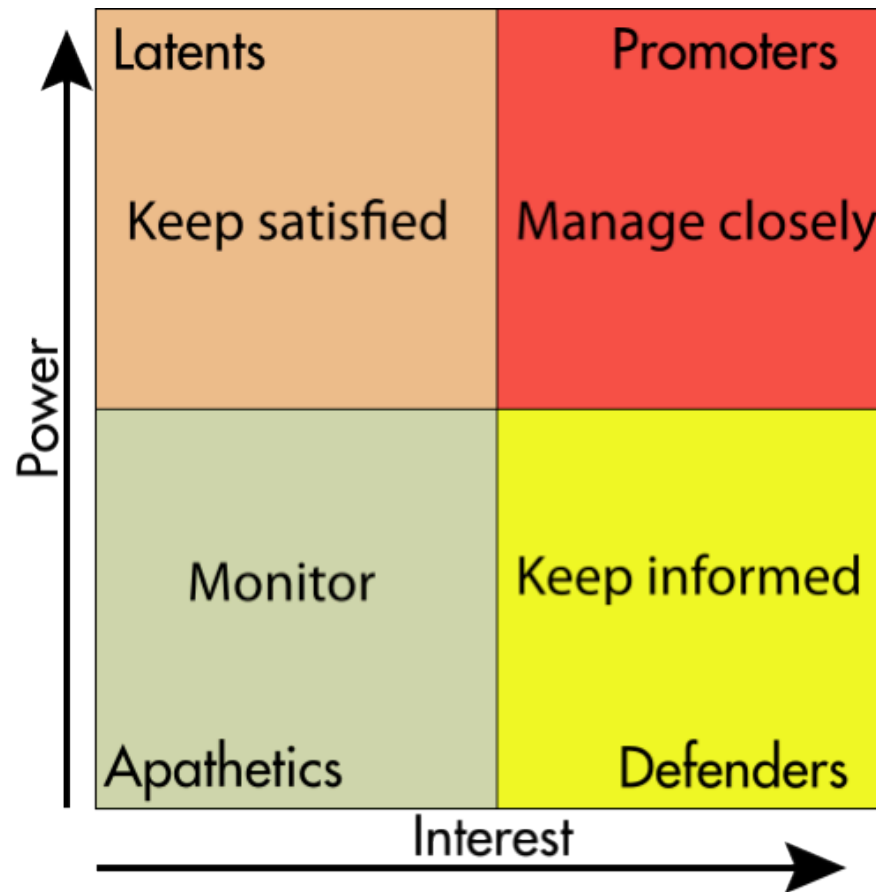 Latents
Promoters
Keep satisfied
Manage closely
Power
Monitor
Keep informed
Apathetics
Defenders
Interest